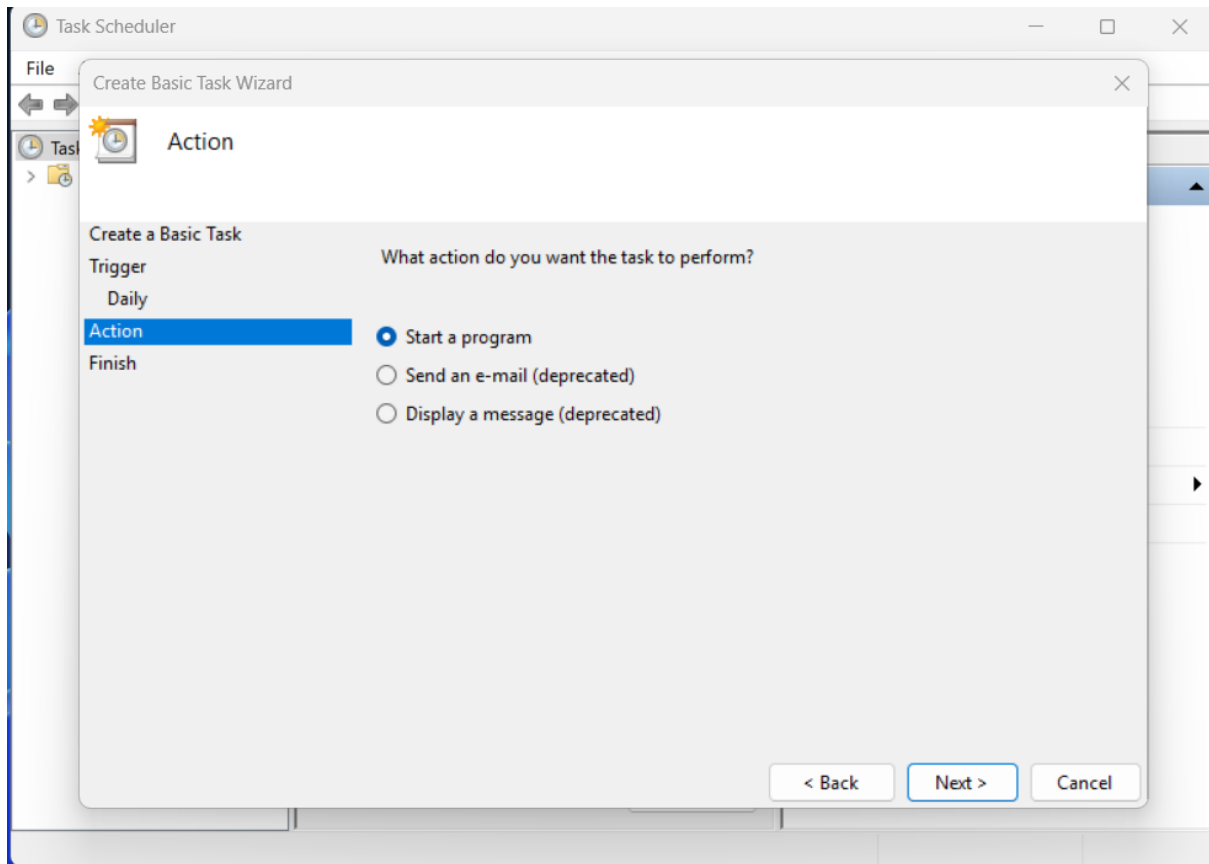 Task Scheduler
File
Create Basic Task Wizard
Action
Create a Basic Task
Trigger
Daily
Action
Finish
What action do you want the task to perform?
Start a program
Send an e-mail (deprecated)
Display a message (deprecated)
< Back
Next >
Cancel